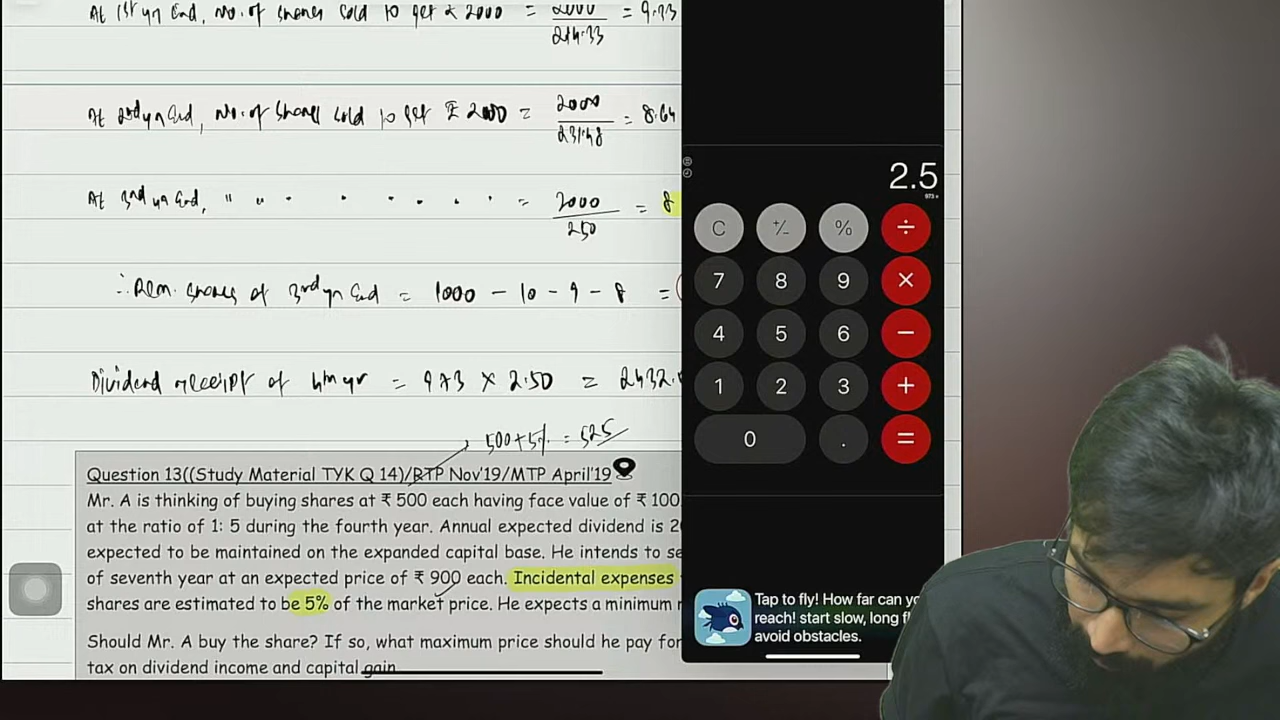 At 1st yr End, No. of shares sold to get ₹ 2000 = 2000 / 214.33 = 9.33
At 2nd yr End, No. of shares sold to get ₹ 2000 = 2000 / 231.48 = 8.64
At 3rd yr End, " " . . . . . . = 2000 / 250 = 8
∴ Rem. shares at 3rd yr End = 1000 - 10 - 9 - 8 =
Dividend receipt of 4th yr = 973 × 2.50 = 2432.
500+5% = 525
Question 13((Study Material TYK Q 14)/RTP Nov'19/MTP April'19
Mr. A is thinking of buying shares at ₹ 500 each having face value of ₹ 100
at the ratio of 1: 5 during the fourth year. Annual expected dividend is 2
expected to be maintained on the expanded capital base. He intends to se
of seventh year at an expected price of ₹ 900 each. Incidental expenses
shares are estimated to be 5% of the market price. He expects a minimum
Should Mr. A buy the share? If so, what maximum price should he pay for
tax on dividend income and capital gain
2.5
C +/- % ÷
7 8 9 ×
4 5 6 −
1 2 3 +
0 . =
Tap to fly! How far can yo
reach! start slow, long f
avoid obstacles.